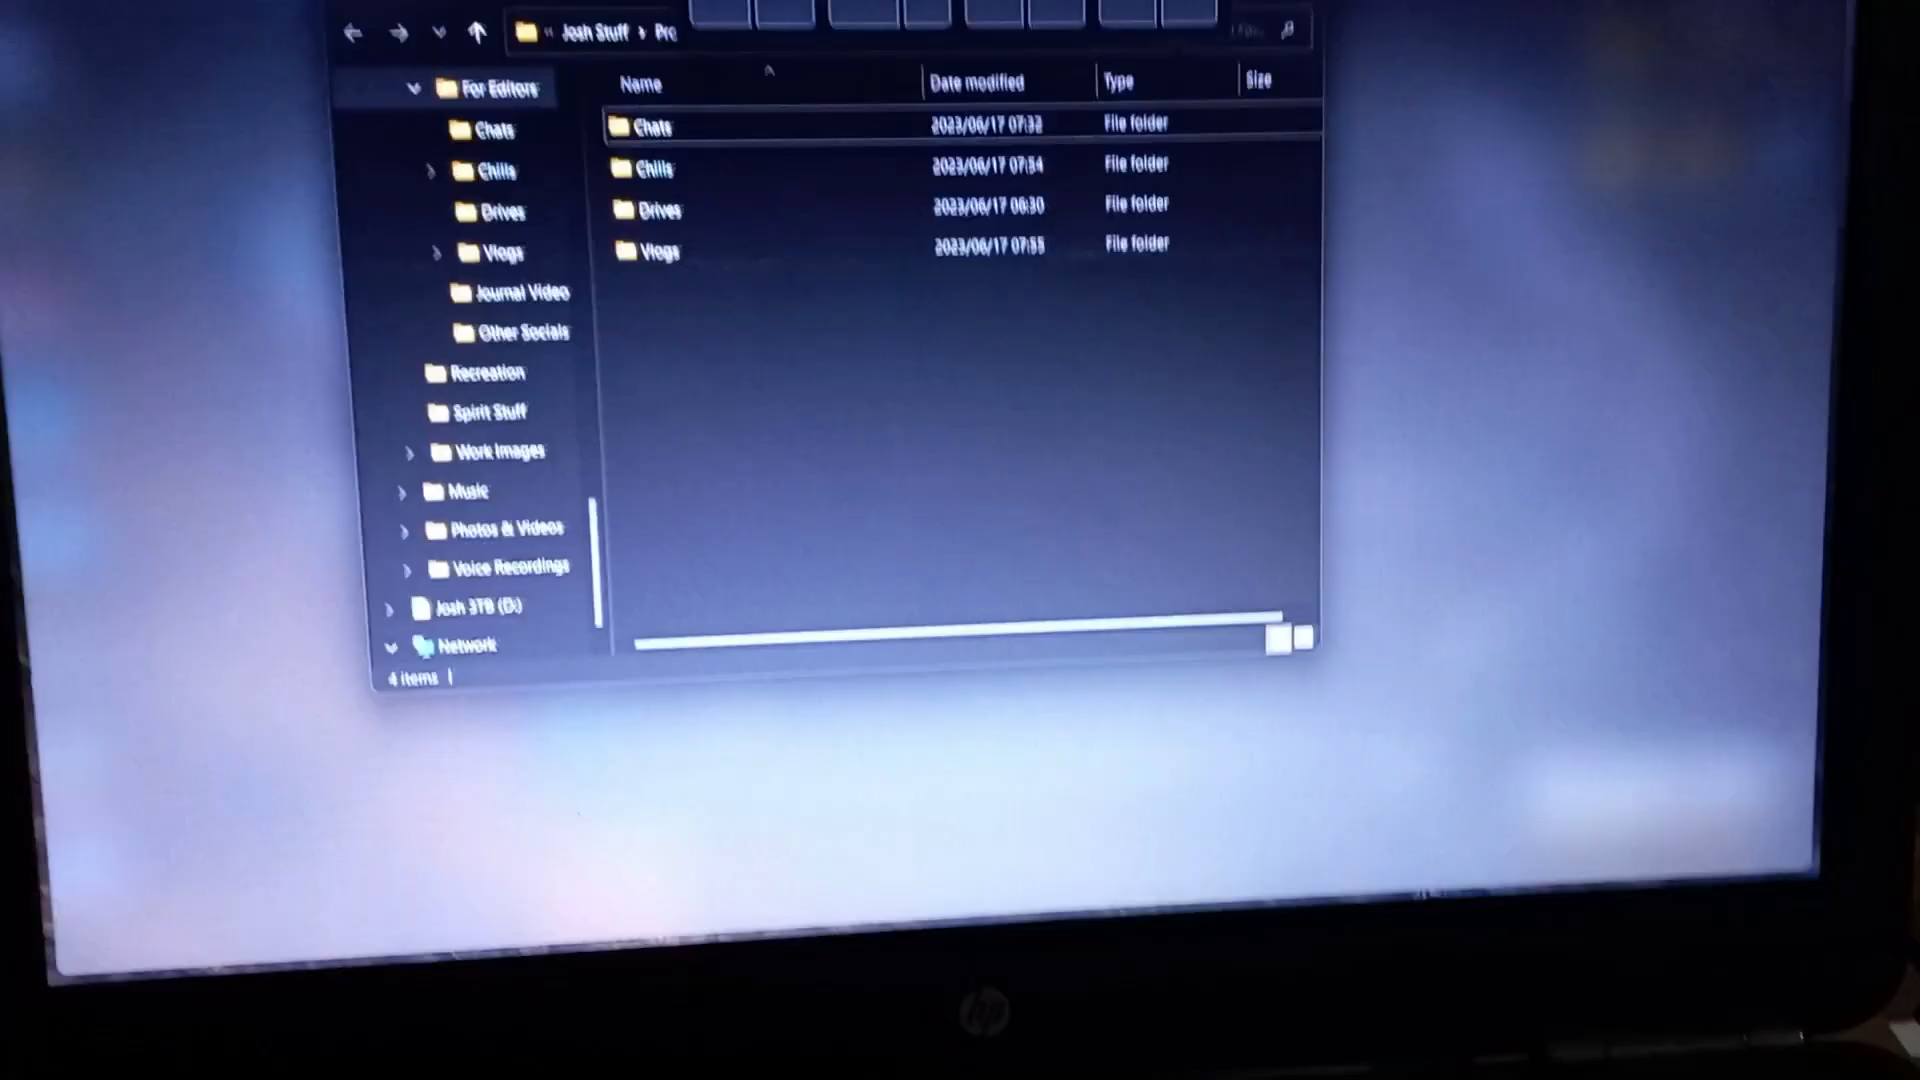 « Josh Stuff › Pro
Name Date modified Type Size
For Editors
Chats
Chills
Drives
Vlogs
Journal Video
Other Socials
Recreation
Spirit Stuff
Work Images
Music
Photos & Videos
Voice Recordings
Josh 3TB (D:)
Network
Chats 2023/06/17 07:32 File folder
Chills 2023/06/17 07:54 File folder
Drives 2023/06/17 06:30 File folder
Vlogs 2023/06/17 07:55 File folder
4 items
hp